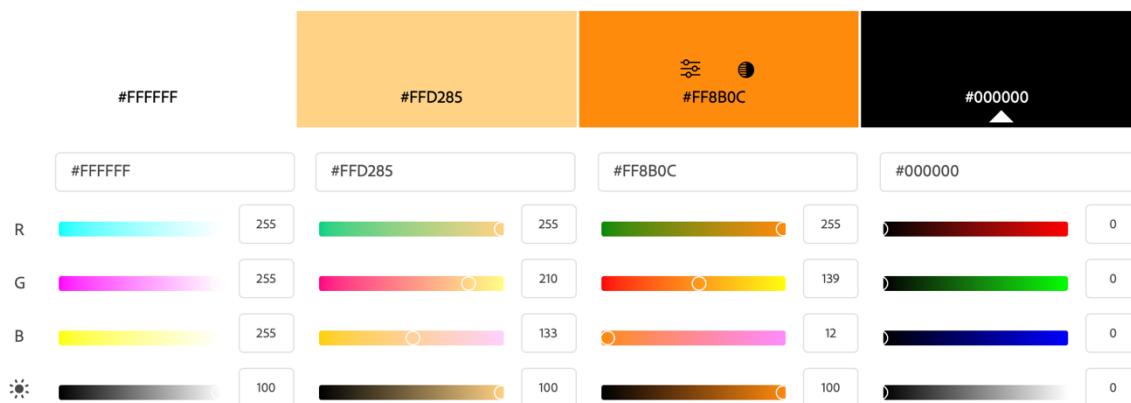 #FFFFFF #FFD285 #FF8B0C #000000
#FFFFFF #FFD285 #FF8B0C #000000
R 255 255 255 0
G 255 210 139 0
B 255 133 12 0
100 100 100 0